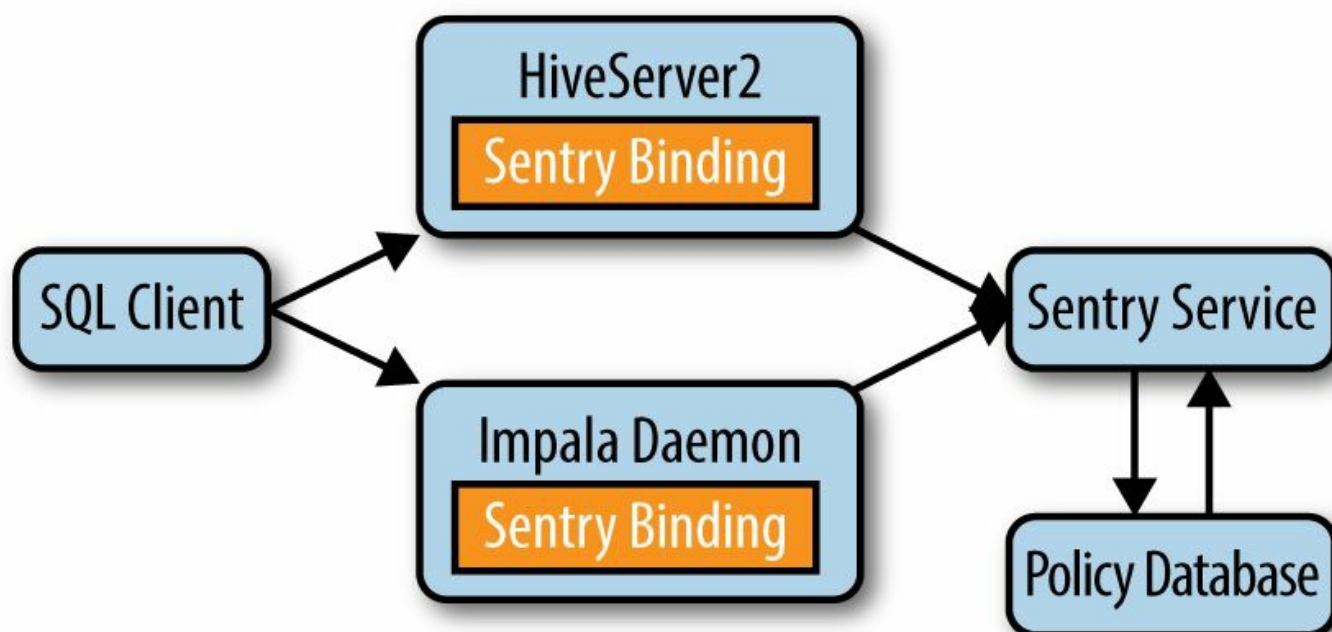 HiveServer2
Sentry Binding
SQL Client
Sentry Service
Impala Daemon
Sentry Binding
Policy Database